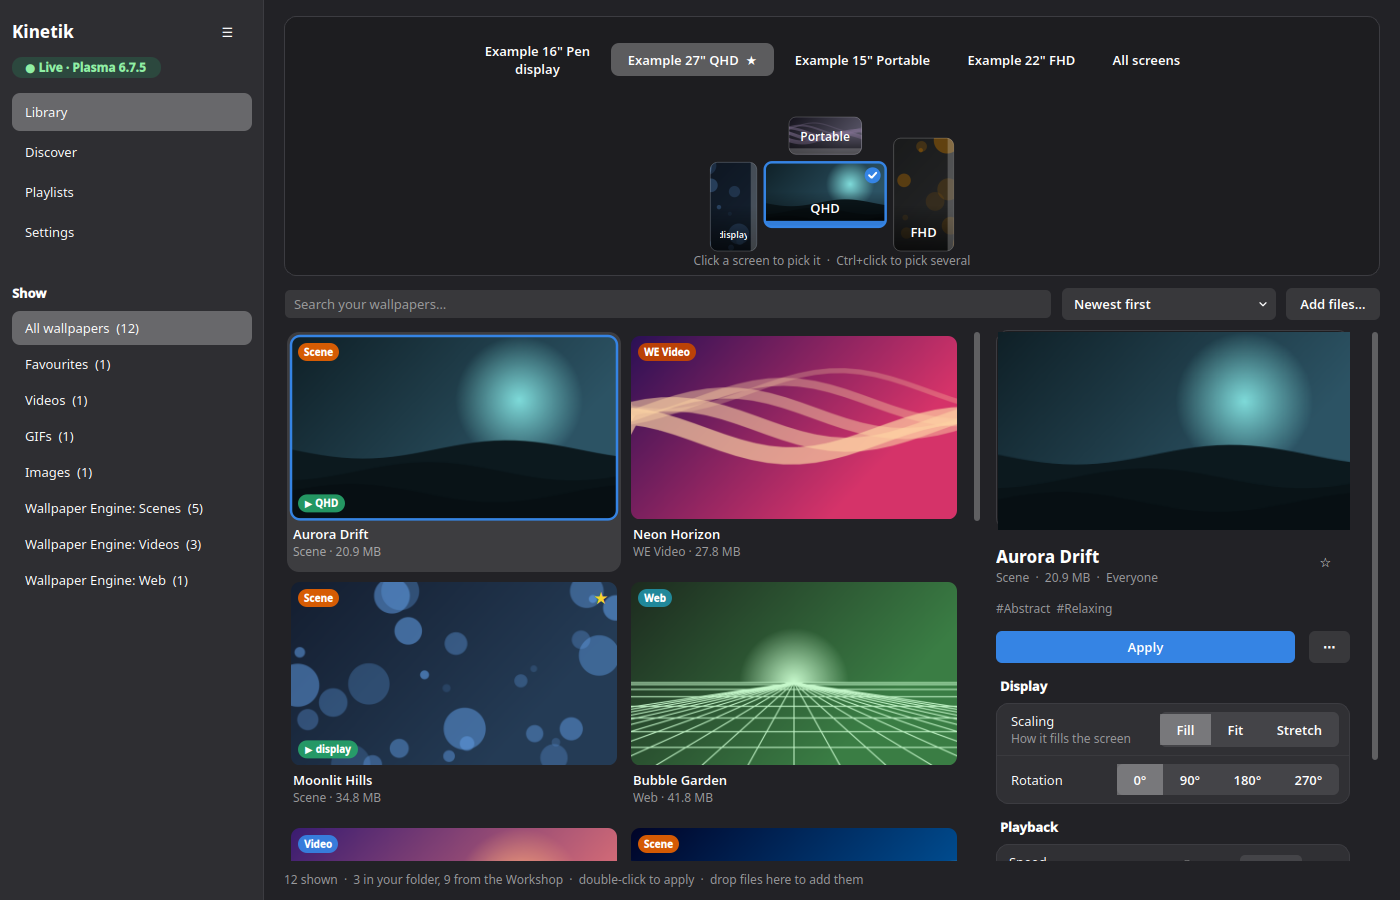 Kinetik
☰
● Live · Plasma 6.7.5
Library
Discover
Playlists
Settings
Show
All wallpapers (12)
Favourites (1)
Videos (1)
GIFs (1)
Images (1)
Wallpaper Engine: Scenes (5)
Wallpaper Engine: Videos (3)
Wallpaper Engine: Web (1)
Example 16" Pen
display
Example 27" QHD ★
Example 15" Portable
Example 22" FHD
All screens
Portable
display
QHD
FHD
Click a screen to pick it · Ctrl+click to pick several
Search your wallpapers...
Newest first
Add files...
Scene
▶ QHD
Aurora Drift
Scene · 20.9 MB
WE Video
Neon Horizon
WE Video · 27.8 MB
Scene
★
▶ display
Moonlit Hills
Scene · 34.8 MB
Web
Bubble Garden
Web · 41.8 MB
Video
Scene
Aurora Drift
☆
Scene · 20.9 MB · Everyone
#Abstract #Relaxing
Apply
···
Display
Scaling
How it fills the screen
Fill
Fit
Stretch
Rotation
0°
90°
180°
270°
Playback
12 shown · 3 in your folder, 9 from the Workshop · double-click to apply · drop files here to add them